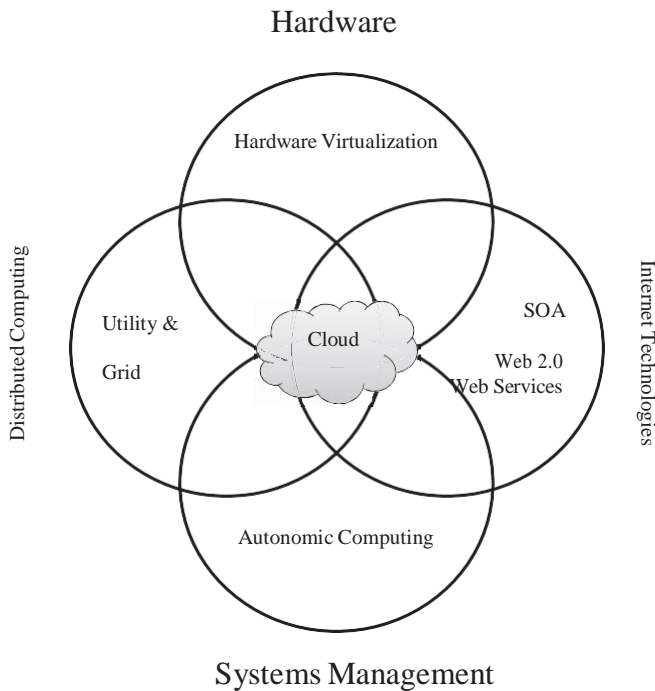 Hardware
Hardware Virtualization
Distributed Computing
Utility &
Grid
Cloud
SOA
Web 2.0
Web Services
Internet Technologies
Autonomic Computing
Systems Management